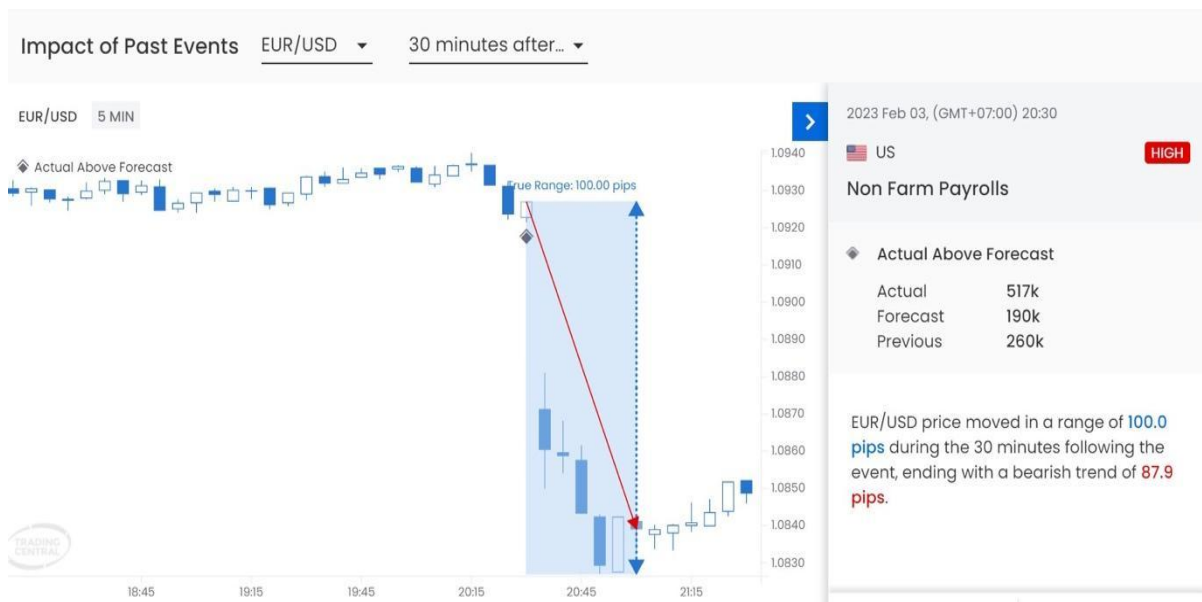 Impact of Past Events EUR/USD 30 minutes after...
EUR/USD 5 MIN
Actual Above Forecast
True Range: 100.00 pips
1.0940
1.0930
1.0920
1.0910
1.0900
1.0890
1.0880
1.0870
1.0860
1.0850
1.0840
1.0830
18:45 19:15 19:45 20:15 20:45 21:15
TRADING
CENTRAL
2023 Feb 03, (GMT+07:00) 20:30
US HIGH
Non Farm Payrolls
Actual Above Forecast
Actual 517k
Forecast 190k
Previous 260k
EUR/USD price moved in a range of 100.0
pips during the 30 minutes following the
event, ending with a bearish trend of 87.9
pips.